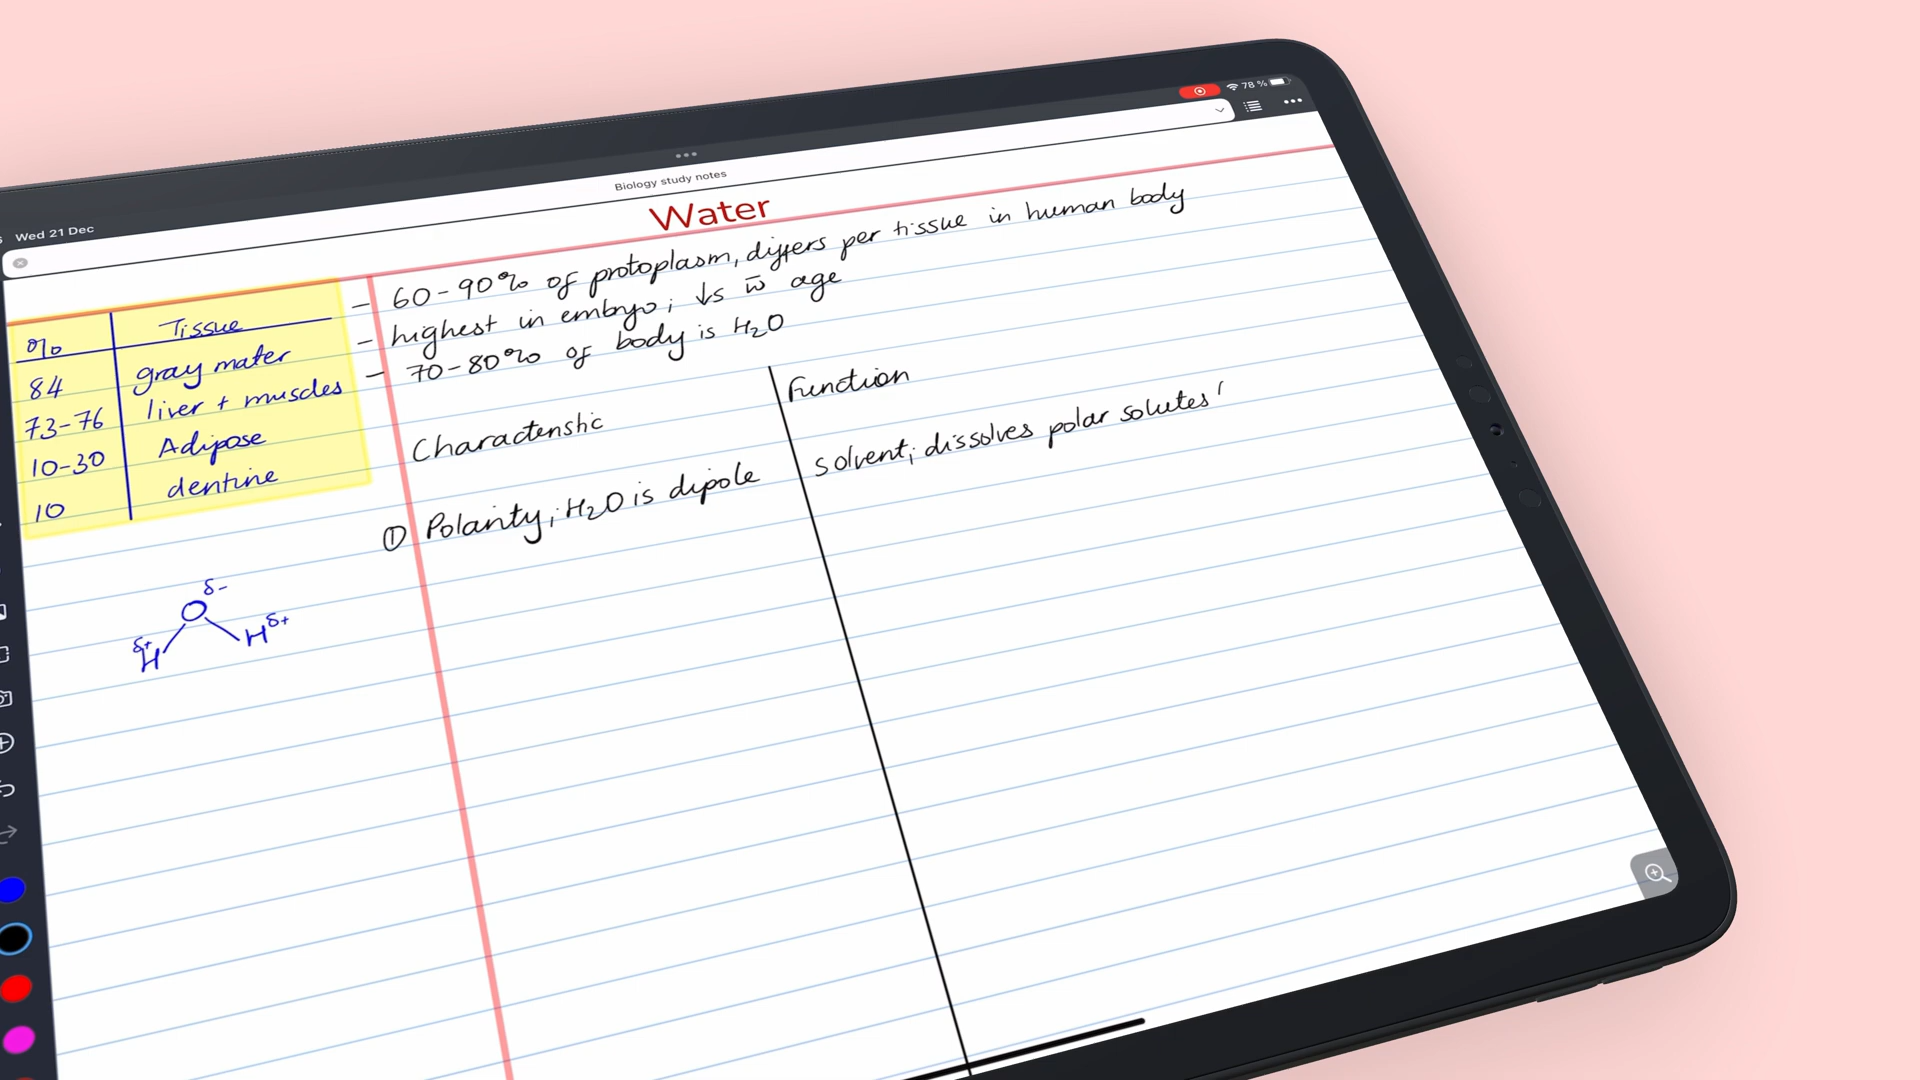 78 %
Wed 21 Dec
Biology study notes
Water
- 60-90% of protoplasm, differs per tissue in human body
- highest in embryo; ↓s w̄ age
- 70-80% of body is H₂O
% Tissue
84 gray mater
73-76 liver + muscles
10-30 Adipose
10 dentine
Characteristic Function
① Polarity; H₂O is dipole solvent; dissolves polar solutes
δ-
O
δ+ H H δ+